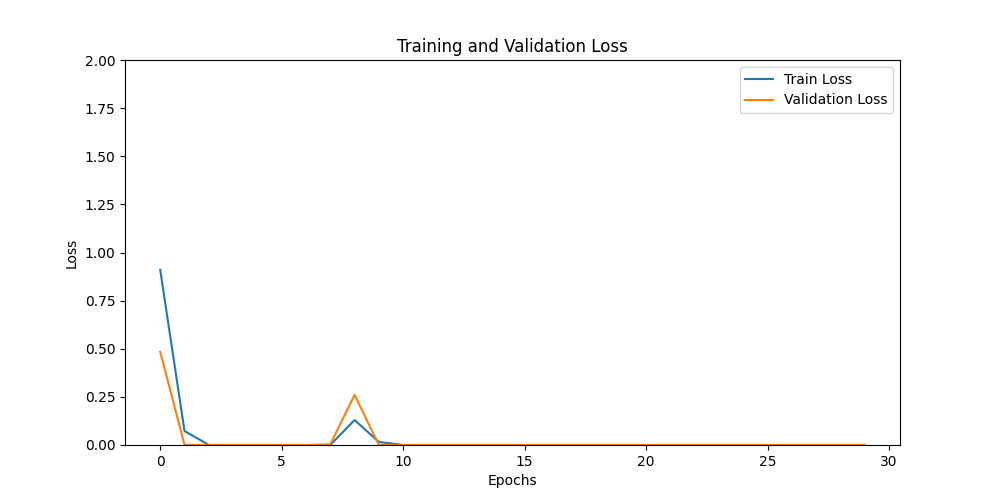 Training and Validation Loss
Train Loss
Validation Loss
Loss
2.00
1.75
1.50
1.25
1.00
0.75
0.50
0.25
0.00
0 5 10 15 20 25 30
Epochs